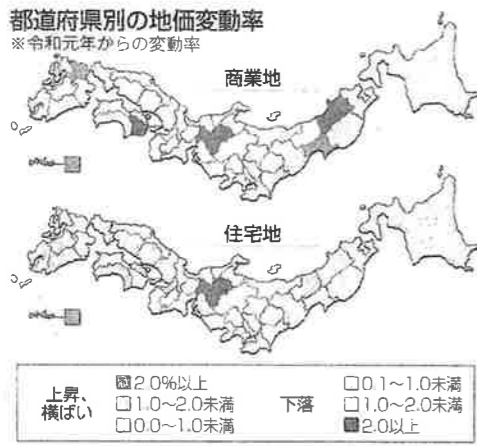 都道府県別の地価変動率
※令和元年からの変動率
商業地
住宅地
上昇、
横ばい
2.0%以上
1.0〜2.0未満
0.0〜1.0未満
下落
0.1〜1.0未満
1.0〜2.0未満
2.0以上